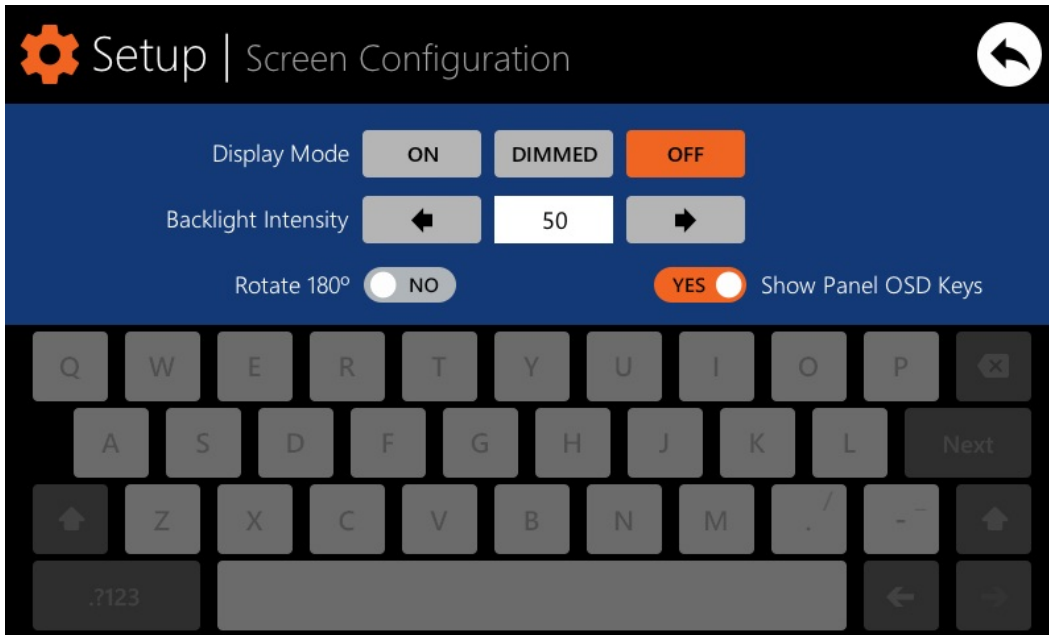 Setup | Screen Configuration
Display Mode ON DIMMED OFF
Backlight Intensity 50
Rotate 180º NO YES Show Panel OSD Keys
Q W E R T Y U I O P
A S D F G H J K L Next
Z X C V B N M . / - _
.?123